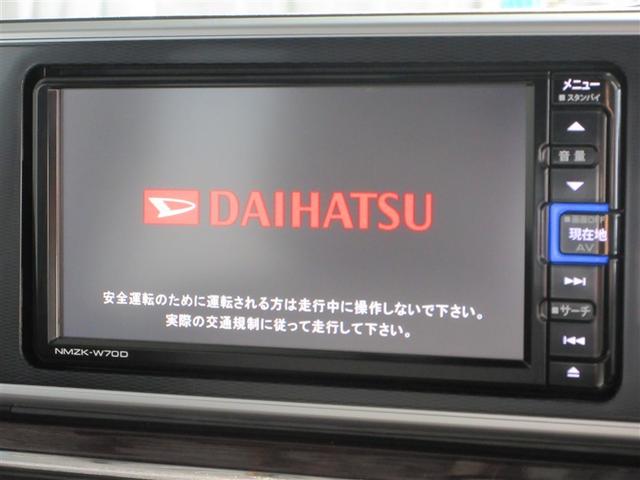 DAIHATSU
安全運転のために運転される方は走行中に操作しないで下さい。
実際の交通規制に従って走行して下さい。
NMZK-W70D
メニュー
スタンバイ
音量
画面OFF
現在地
AV
サーチ